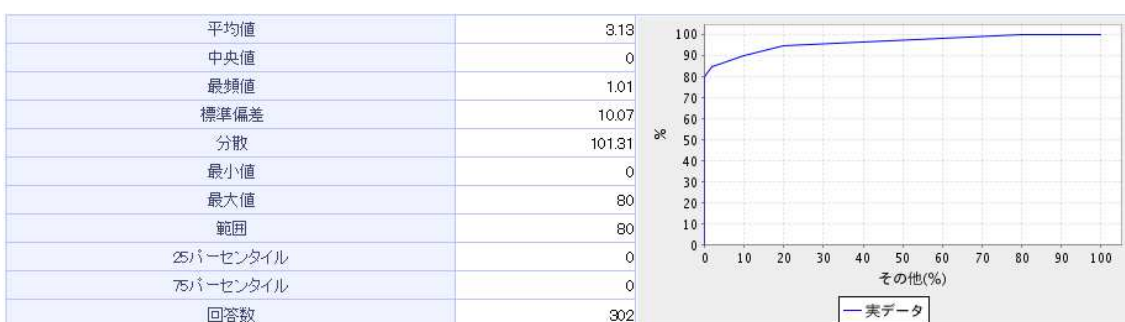 平均値 3.13
中央値 0
最頻値 1.01
標準偏差 10.07
分散 101.31
最小値 0
最大値 80
範囲 80
25パーセンタイル 0
75パーセンタイル 0
回答数 302
%
100
90
80
70
60
50
40
30
20
10
0
0 10 20 30 40 50 60 70 80 90 100
その他(%)
実データ